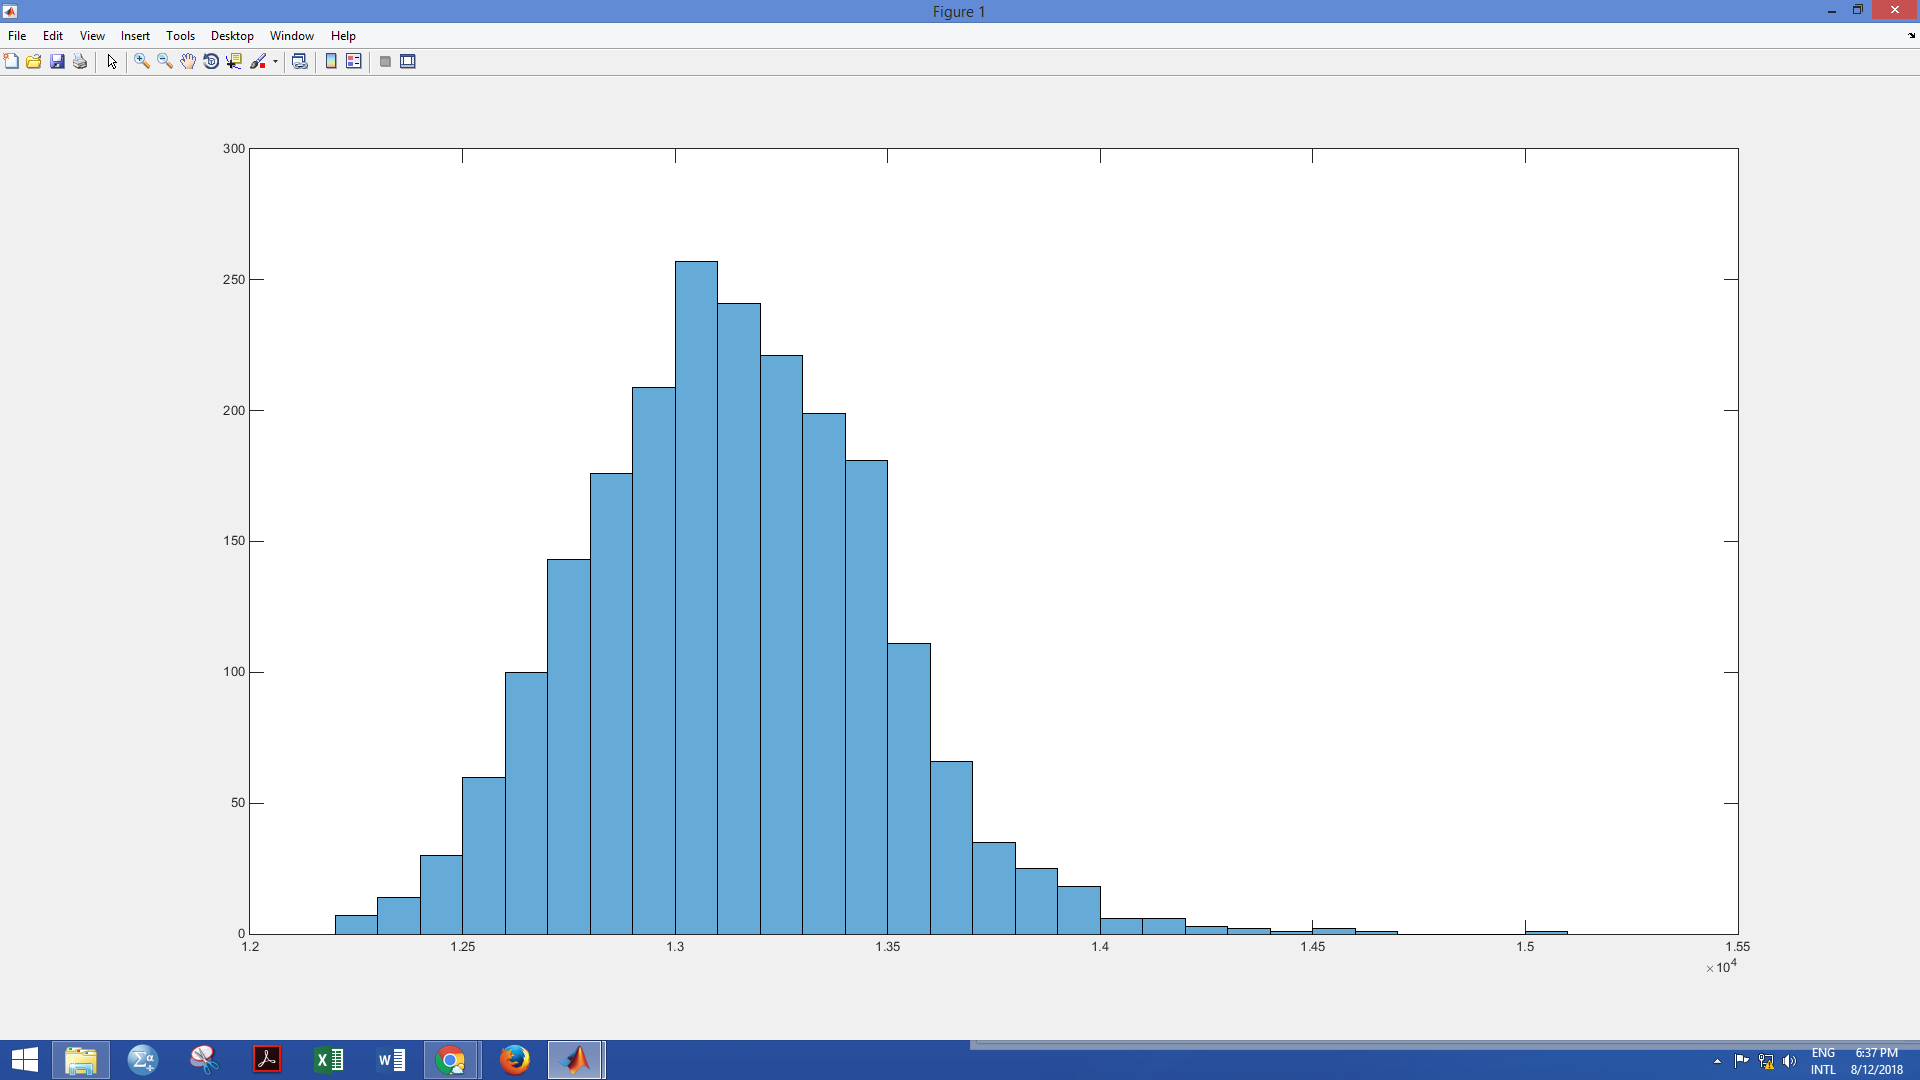 Figure 1
File Edit View Insert Tools Desktop Window Help
300
250
200
150
100
50
0
1.2 1.25 1.3 1.35 1.4 1.45 1.5 1.55
×10⁴
ENG 6:37 PM
INTL 8/12/2018